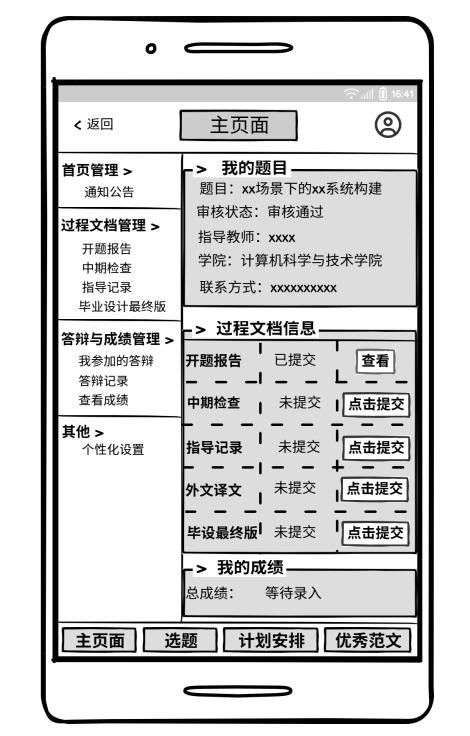 16:41
< 返回
主页面
首页管理 >
通知公告
过程文档管理 >
开题报告
中期检查
指导记录
毕业设计最终版
答辩与成绩管理 >
我参加的答辩
答辩记录
查看成绩
其他 >
个性化设置
> 我的题目
题目：xx场景下的xx系统构建
审核状态：审核通过
指导教师：xxxx
学院：计算机科学与技术学院
联系方式：xxxxxxxxxx
> 过程文档信息
开题报告 已提交 查看
中期检查 未提交 点击提交
指导记录 未提交 点击提交
外文译文 未提交 点击提交
毕设最终版 未提交 点击提交
> 我的成绩
总成绩： 等待录入
主页面 选题 计划安排 优秀范文